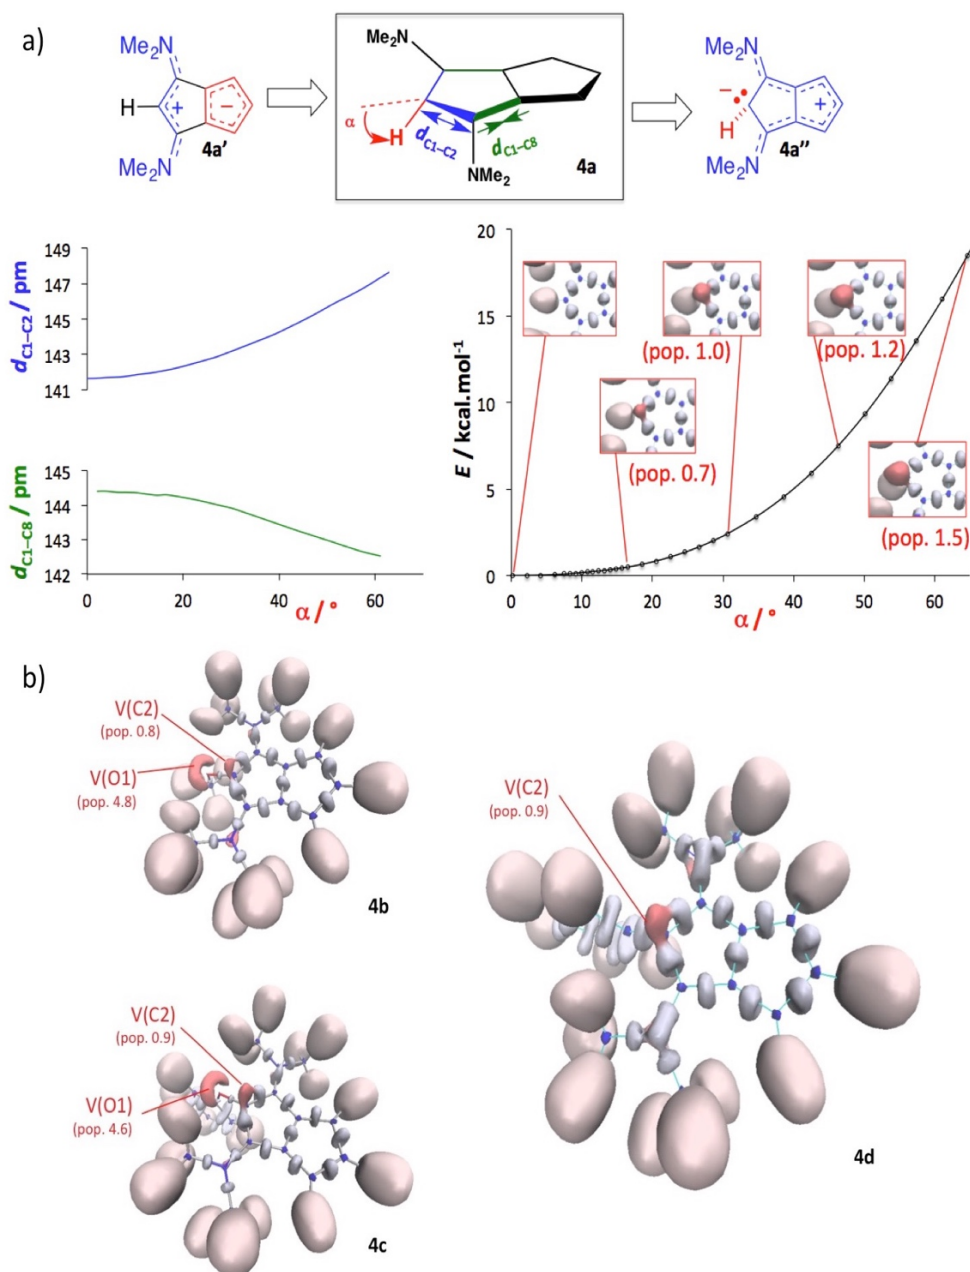 a)
Me₂N
H
+
−
Me₂N
4a'
Me₂N
α
H
d_C1–C2
d_C1–C8
NMe₂
4a
Me₂N
−
H
+
Me₂N
4a''
149
147
145
143
141
d_C1–C2 / pm
145
144
143
142
d_C1–C8 / pm
0
20
40
60
α / °
20
15
10
5
0
E / kcal.mol⁻¹
(pop. 1.0)
(pop. 1.2)
(pop. 0.7)
(pop. 1.5)
0
10
20
30
40
50
60
α / °
b)
V(C2)
(pop. 0.8)
V(O1)
(pop. 4.8)
4b
V(C2)
(pop. 0.9)
V(O1)
(pop. 4.6)
4c
V(C2)
(pop. 0.9)
4d